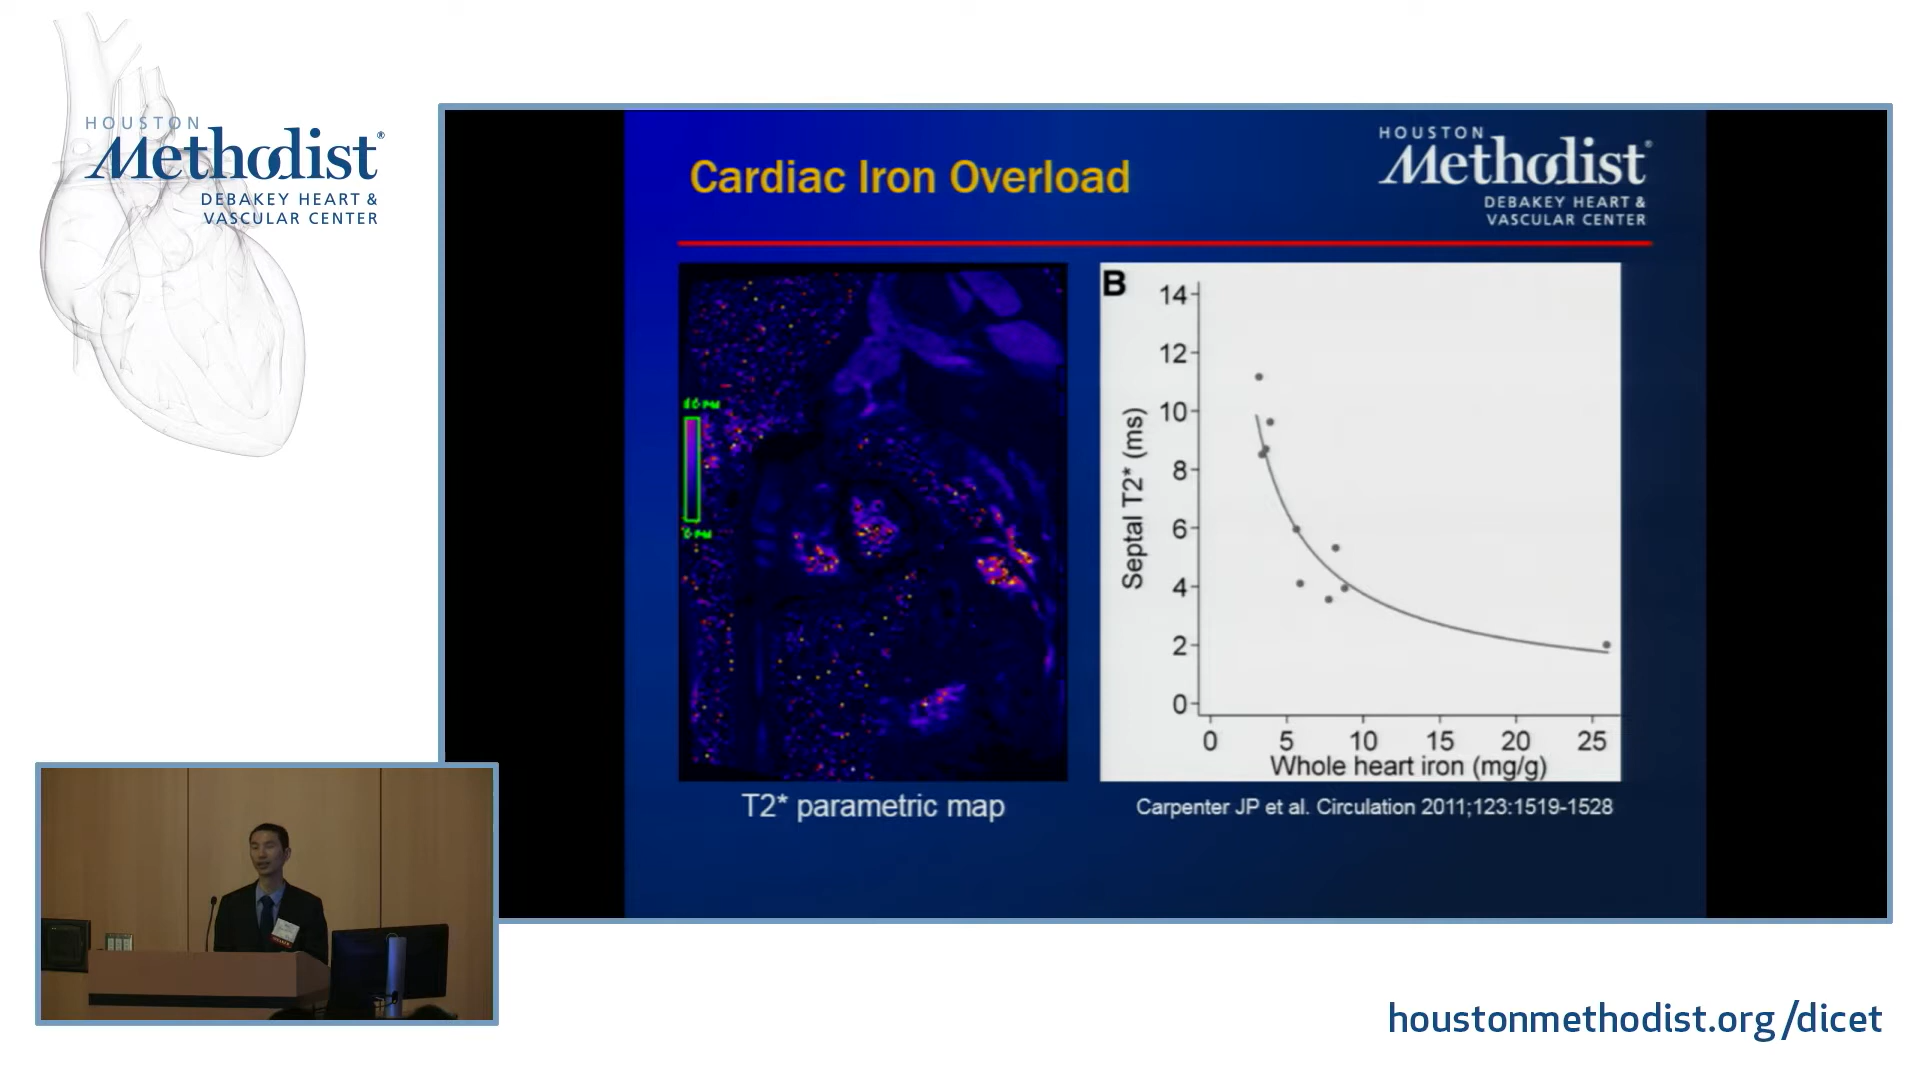 HOUSTON
Methodist®
DEBAKEY HEART &
VASCULAR CENTER
Cardiac Iron Overload
HOUSTON
Methodist®
DEBAKEY HEART &
VASCULAR CENTER
B
14
12
10
8
6
4
2
0
Septal T2* (ms)
0 5 10 15 20 25
Whole heart iron (mg/g)
T2* parametric map
Carpenter JP et al. Circulation 2011;123:1519-1528
houstonmethodist.org/dicet